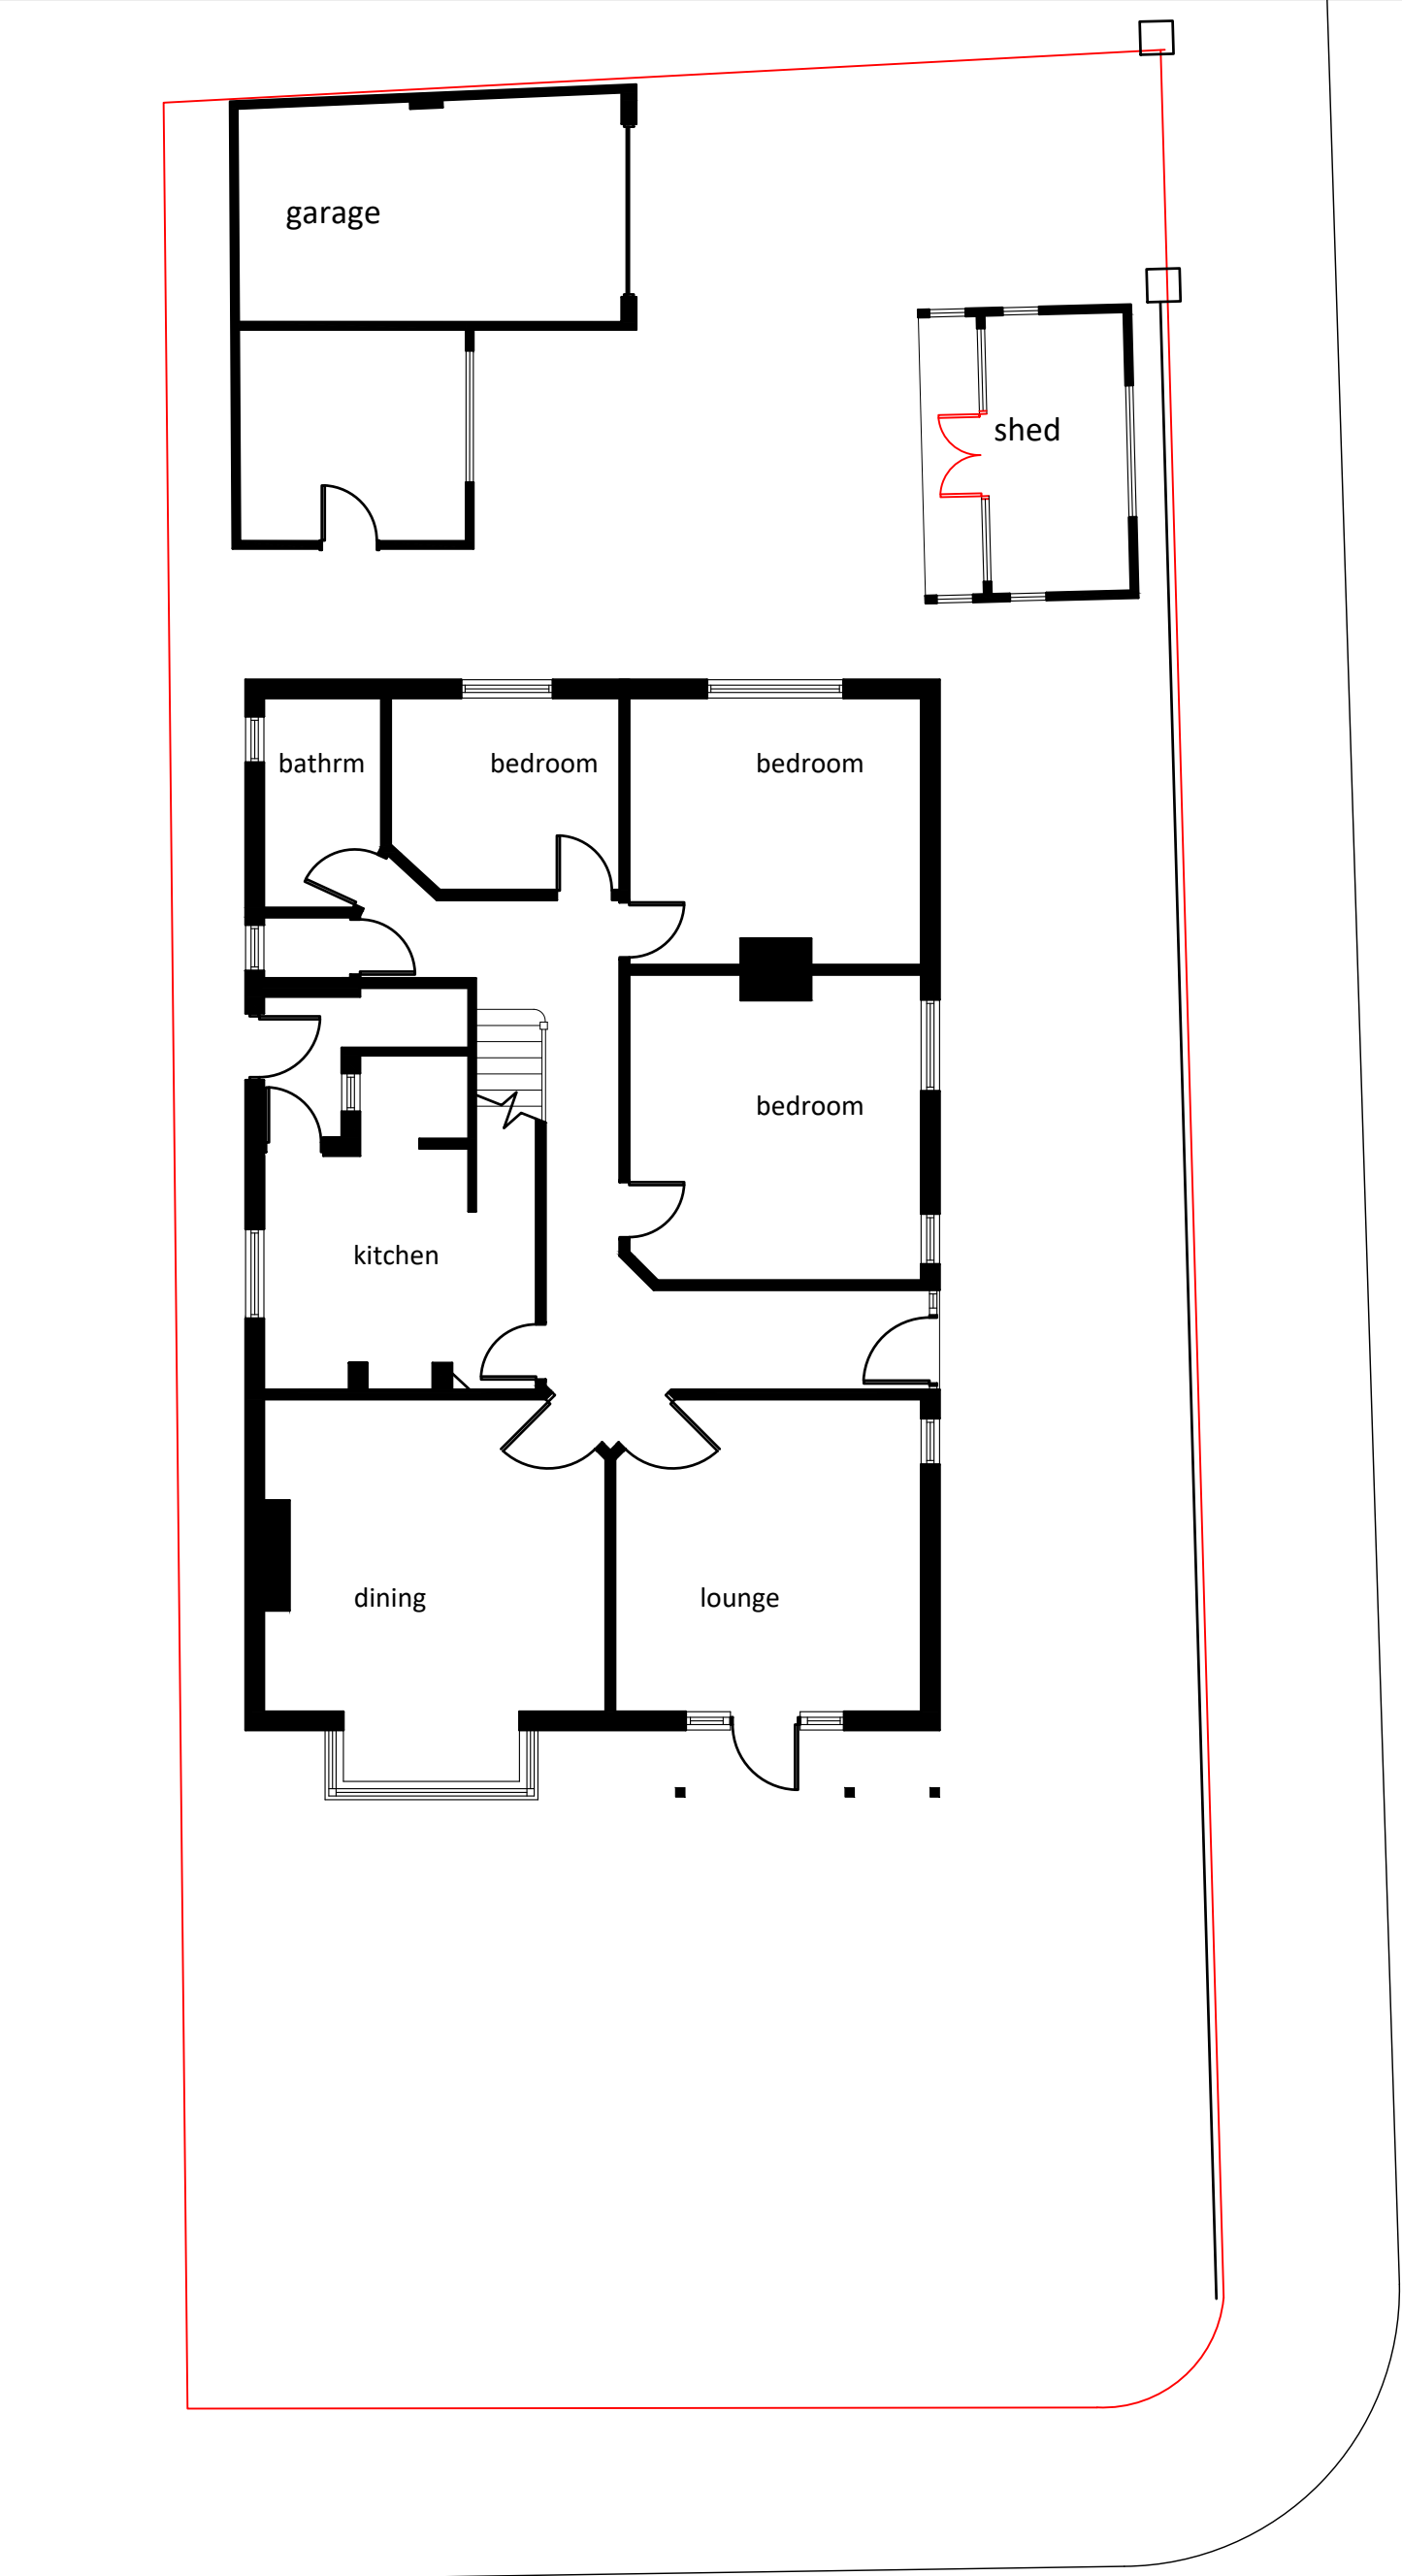 garage
shed
bathrm
bedroom
bedroom
bedroom
kitchen
dining
lounge